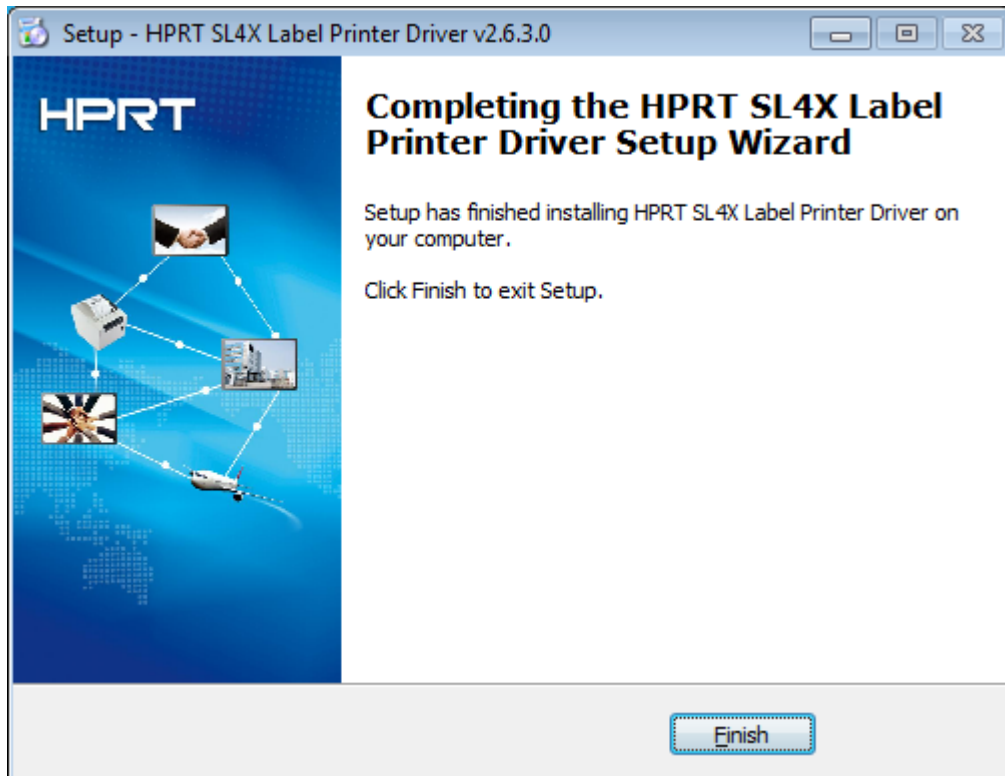 Setup - HPRT SL4X Label Printer Driver v2.6.3.0
HPRT
Completing the HPRT SL4X Label
Printer Driver Setup Wizard
Setup has finished installing HPRT SL4X Label Printer Driver on
your computer.
Click Finish to exit Setup.
Finish